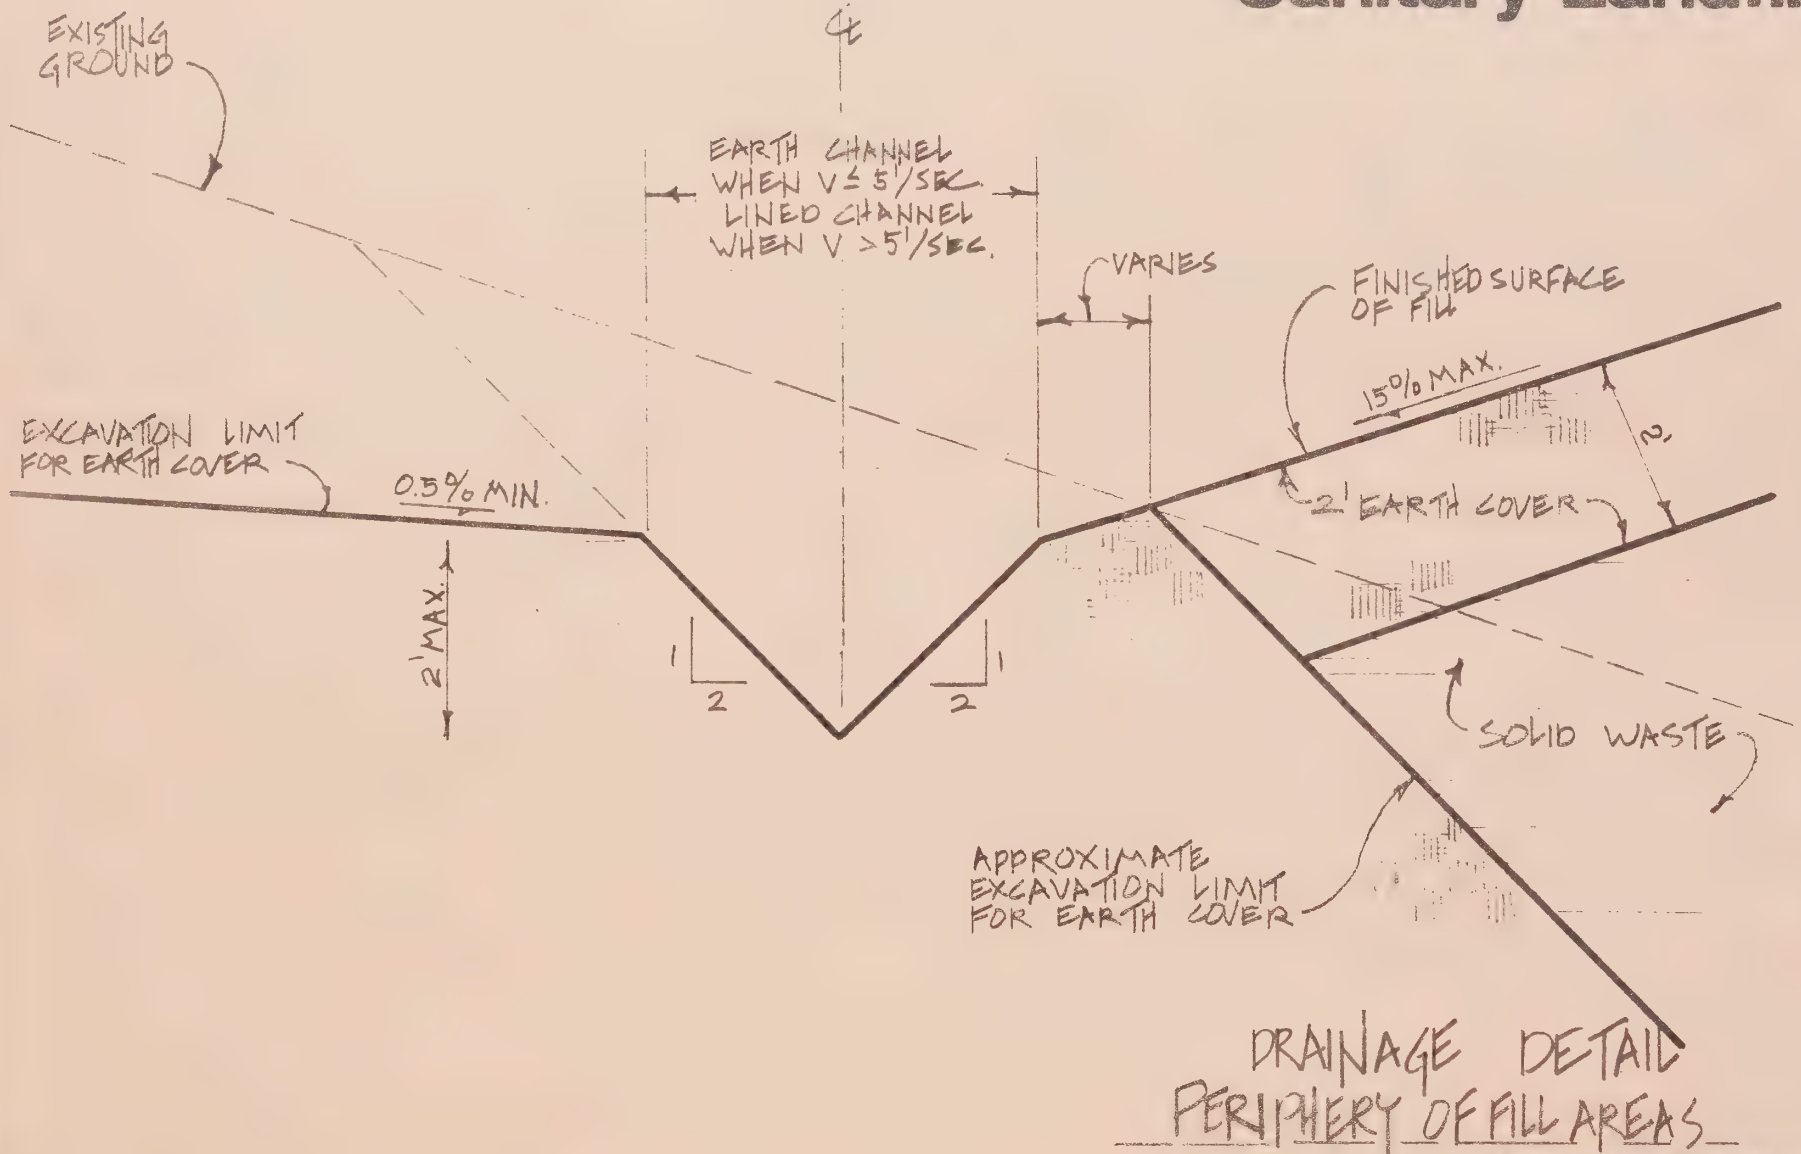 EXISTING
GROUND
℄
EARTH CHANNEL
WHEN V ≤ 5'/SEC.
LINED CHANNEL
WHEN V > 5'/SEC.
VARIES
FINISHED SURFACE
OF FILL
15% MAX.
EXCAVATION LIMIT
FOR EARTH COVER
0.5% MIN.
2'
2' EARTH COVER
2' MAX.
1
2
1
2
SOLID WASTE
APPROXIMATE
EXCAVATION LIMIT
FOR EARTH COVER
DRAINAGE DETAIL
PERIPHERY OF FILL AREAS